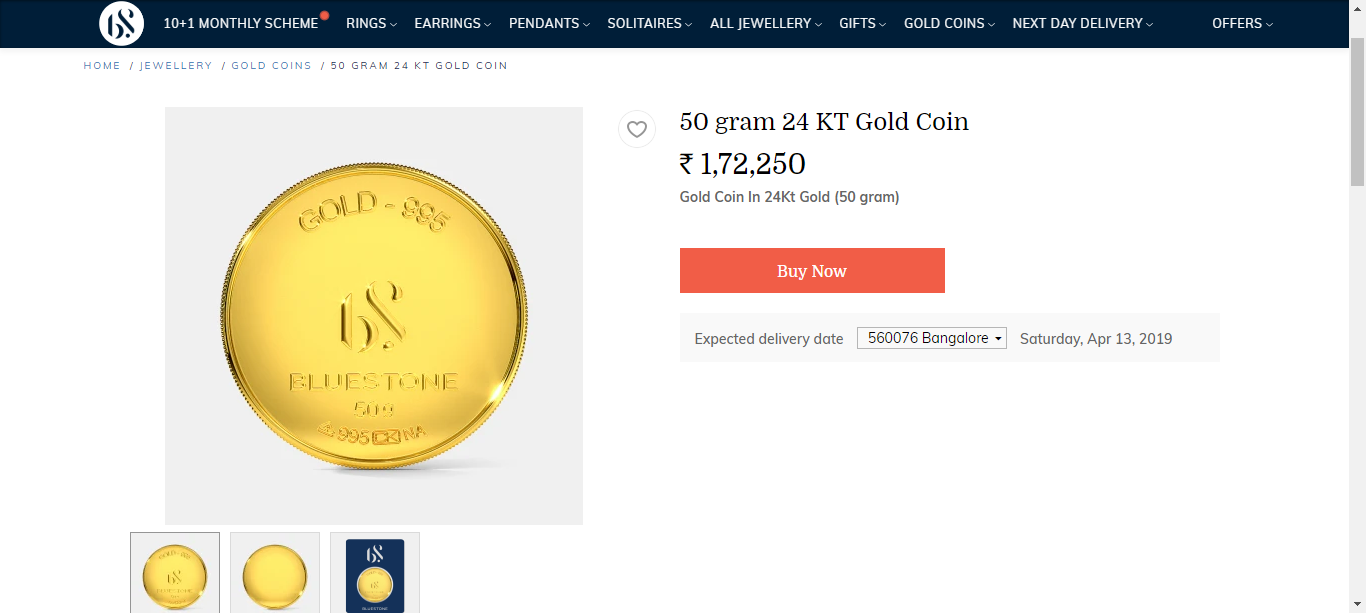 10+1 MONTHLY SCHEME RINGS EARRINGS PENDANTS SOLITAIRES ALL JEWELLERY GIFTS GOLD COINS NEXT DAY DELIVERY OFFERS
HOME / JEWELLERY / GOLD COINS / 50 GRAM 24 KT GOLD COIN
50 gram 24 KT Gold Coin
₹ 1,72,250
Gold Coin In 24Kt Gold (50 gram)
Buy Now
Expected delivery date 560076 Bangalore Saturday, Apr 13, 2019
GOLD - 995
BLUESTONE
50g
995 NA
BLUESTONE